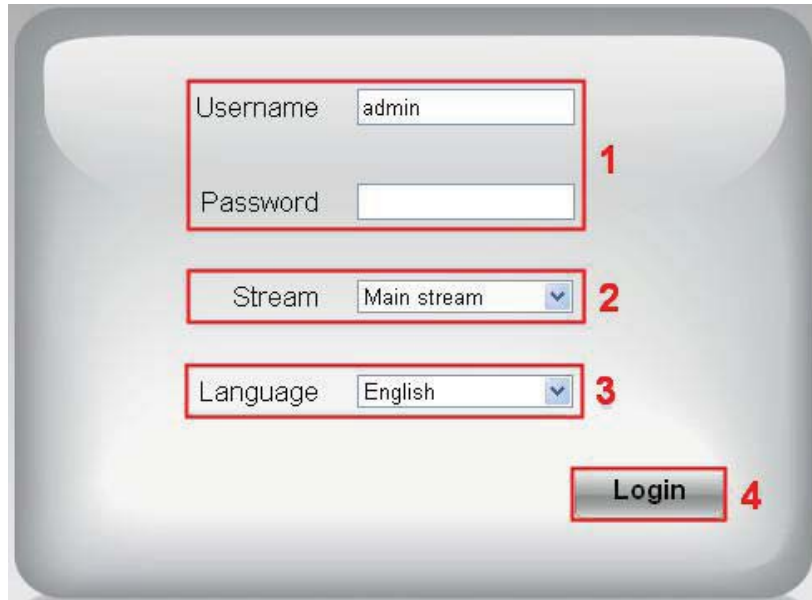 Username admin
1
Password
Stream Main stream 2
Language English 3
Login 4